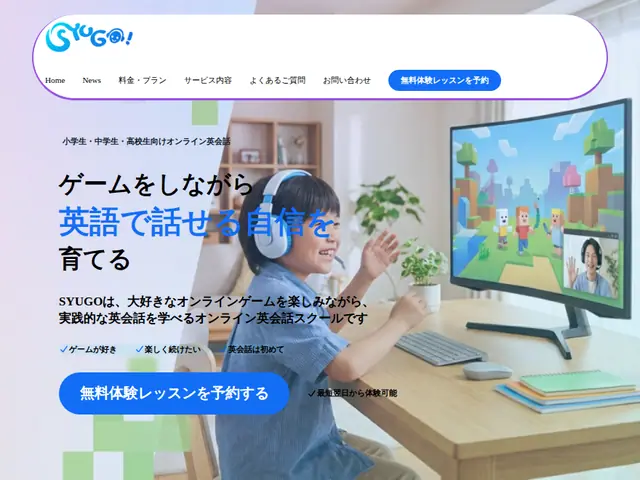 SYUGO!
Home
News
料金・プラン
サービス内容
よくあるご質問
お問い合わせ
無料体験レッスンを予約
小学生・中学生・高校生向けオンライン英会話
ゲームをしながら
英語で話せる自信を
育てる
SYUGOは、大好きなオンラインゲームを楽しみながら、
実践的な英会話を学べるオンライン英会話スクールです
ゲームが好き
楽しく続けたい
英会話は初めて
無料体験レッスンを予約する
最短翌日から体験可能